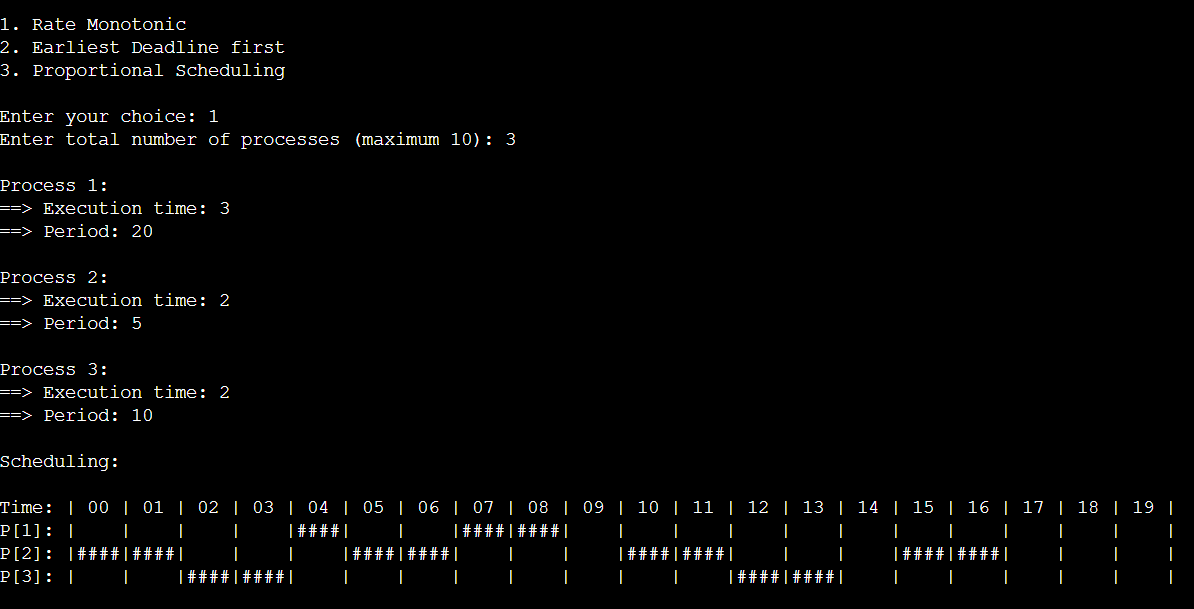 1. Rate Monotonic
2. Earliest Deadline first
3. Proportional Scheduling
Enter your choice: 1
Enter total number of processes (maximum 10): 3
Process 1:
==> Execution time: 3
==> Period: 20
Process 2:
==> Execution time: 2
==> Period: 5
Process 3:
==> Execution time: 2
==> Period: 10
Scheduling:
Time: | 00 | 01 | 02 | 03 | 04 | 05 | 06 | 07 | 08 | 09 | 10 | 11 | 12 | 13 | 14 | 15 | 16 | 17 | 18 | 19 |
P[1]: |    |    |    |    |####|    |    |####|####|    |    |    |    |    |    |    |    |    |    |    |
P[2]: |####|####|    |    |    |####|####|    |    |    |####|####|    |    |    |####|####|    |    |    |
P[3]: |    |    |####|####|    |    |    |    |    |    |    |    |####|####|    |    |    |    |    |    |